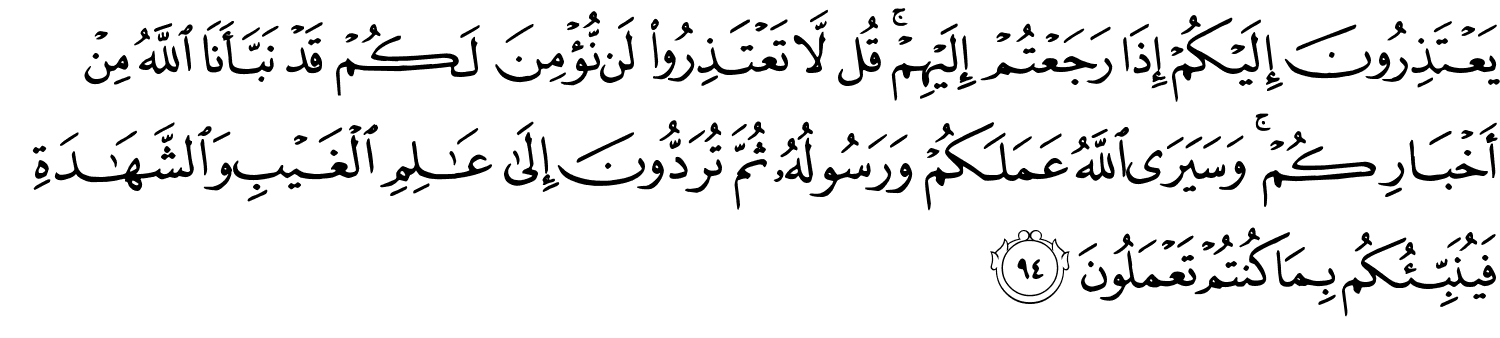 يَعْتَذِرُونَ إِلَيْكُمْ إِذَا رَجَعْتُمْ إِلَيْهِمْ ۚ قُل لَّا تَعْتَذِرُوا۟ لَن نُّؤْمِنَ لَكُمْ قَدْ نَبَّأَنَا ٱللَّهُ مِنْ
أَخْبَارِكُمْ ۚ وَسَيَرَى ٱللَّهُ عَمَلَكُمْ وَرَسُولُهُۥ ثُمَّ تُرَدُّونَ إِلَىٰ عَـٰلِمِ ٱلْغَيْبِ وَٱلشَّهَـٰدَةِ
فَيُنَبِّئُكُم بِمَا كُنتُمْ تَعْمَلُونَ ٩٤